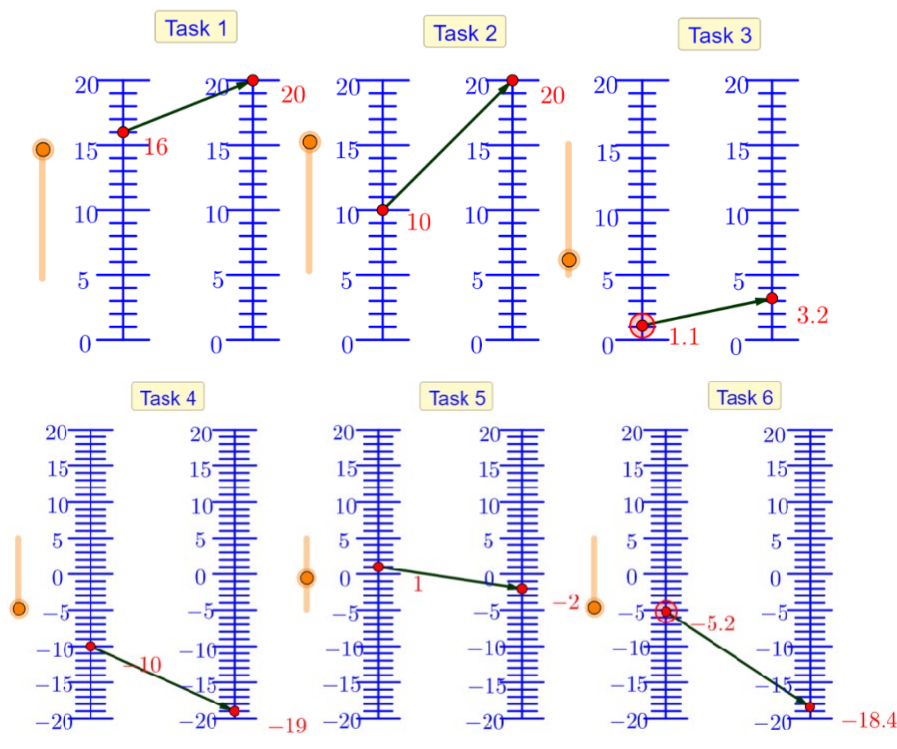 Task 1
Task 2
Task 3
20 20 20 20 20 20
20 20
16
15 15 15 15 15 15
10 10 10 10 10 10
10
5 5 5 5 5 5
3.2
1.1
0 0 0 0 0 0
Task 4
Task 5
Task 6
20 20 20 20 20 20
15 15 15 15 15 15
10 10 10 10 10 10
5 5 5 5 5 5
0 0 0 0 0 0
1
-2
−5 −5 −5 −5 −5 −5
−5.2
−10 −10 −10 −10 −10 −10
−10
−15 −15 −15 −15 −15 −15
−20 −20 −20 −20 −20 −20
−19
−18.4